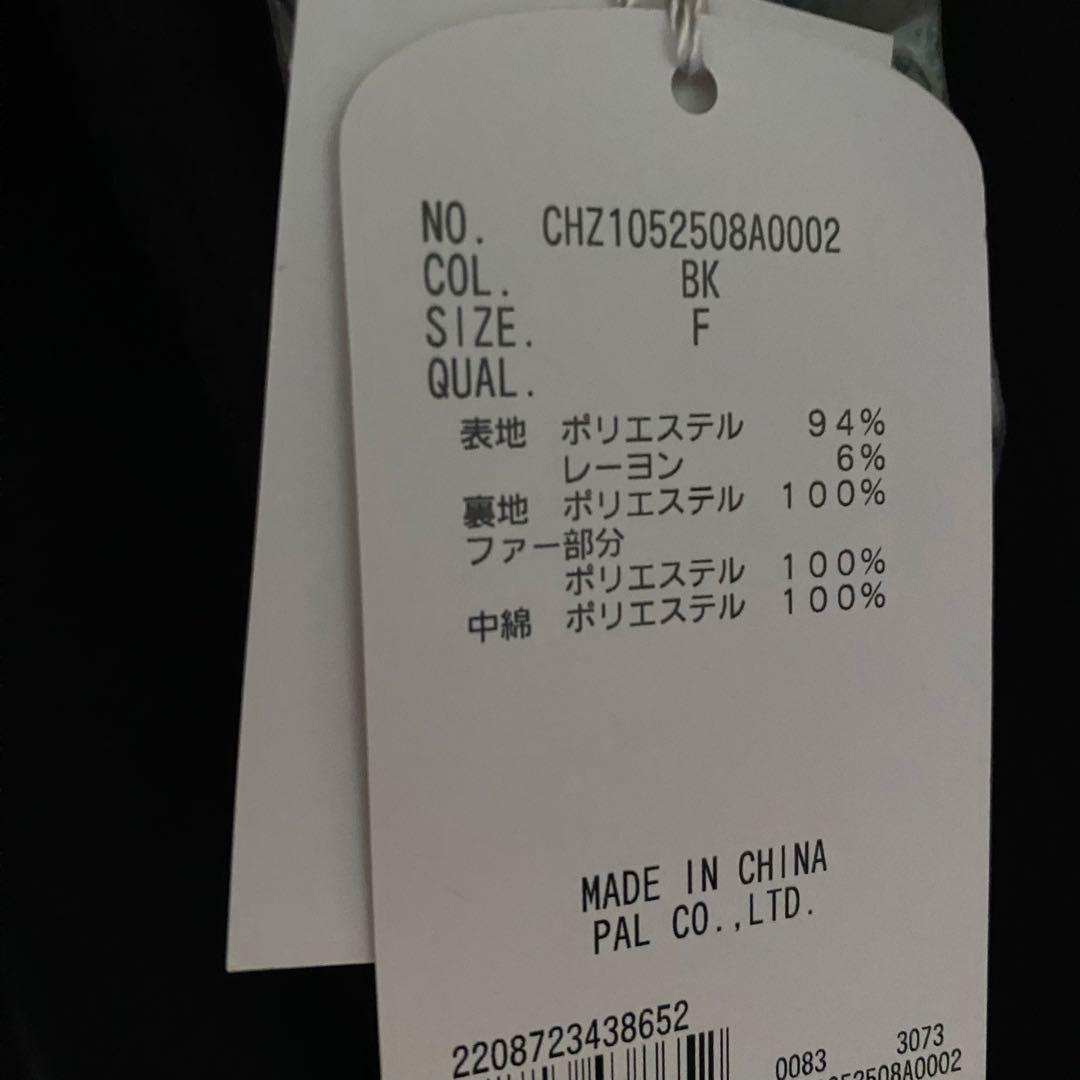 NO. CHZ1052508A0002
COL. BK
SIZE. F
QUAL.
表地 ポリエステル 94%
レーヨン 6%
裏地 ポリエステル 100%
ファー部分
ポリエステル 100%
中綿 ポリエステル 100%
MADE IN CHINA
PAL CO.,LTD.
2208723438652
0083 3073